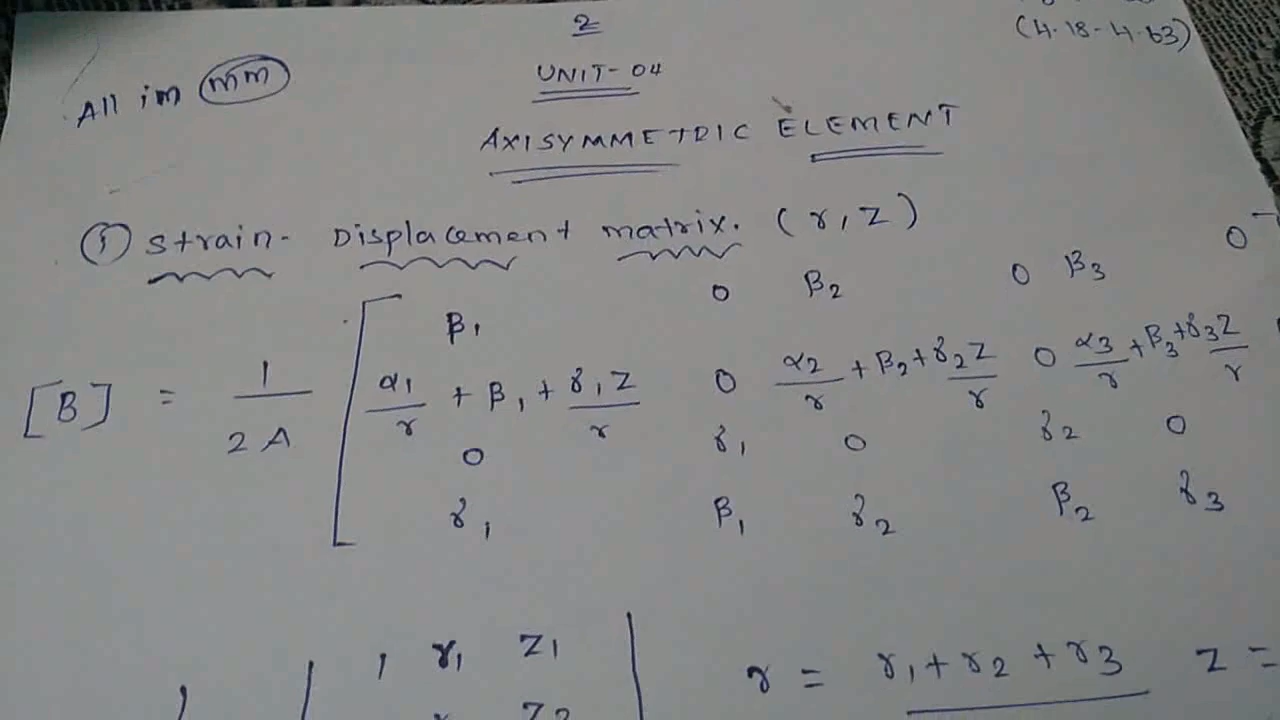 2
(4.18-4.63)
All im mm
UNIT-04
AXISYMMETRIC ELEMENT
① Strain- Displacement matrix. (r, z)
[B] = 1/2A [
β₁ 0 β₂ 0 β₃ 0
α₁/r + β₁ + γ₁z/r 0 α₂/r + β₂ + γ₂z/r 0 α₃/r + β₃ + γ₃z/r
0 γ₁ 0 γ₂ 0
γ₁ β₁ γ₂ β₂ γ₃
1 r₁ z₁
r = r₁ + r₂ + r₃ z =